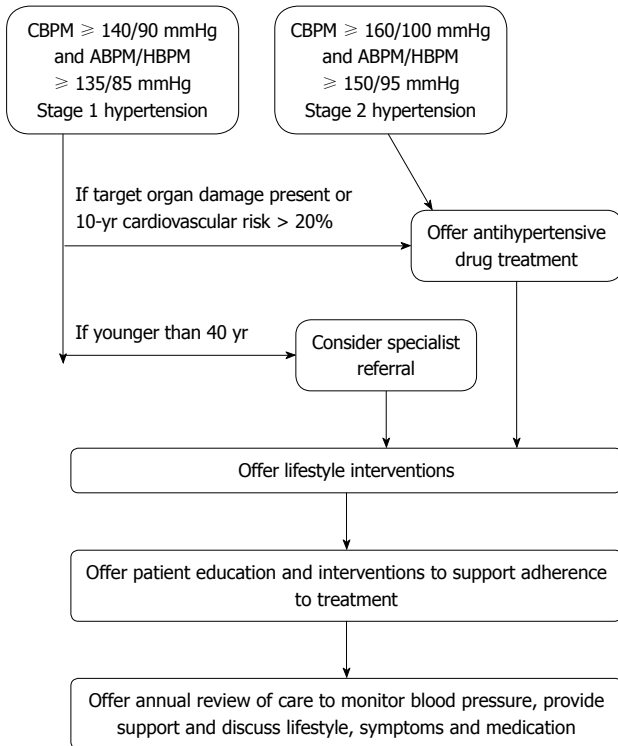 CBPM ⩾ 140/90 mmHg
and ABPM/HBPM
⩾ 135/85 mmHg
Stage 1 hypertension
CBPM ⩾ 160/100 mmHg
and ABPM/HBPM
⩾ 150/95 mmHg
Stage 2 hypertension
If target organ damage present or
10-yr cardiovascular risk > 20%
Offer antihypertensive
drug treatment
If younger than 40 yr
Consider specialist
referral
Offer lifestyle interventions
Offer patient education and interventions to support adherence
to treatment
Offer annual review of care to monitor blood pressure, provide
support and discuss lifestyle, symptoms and medication